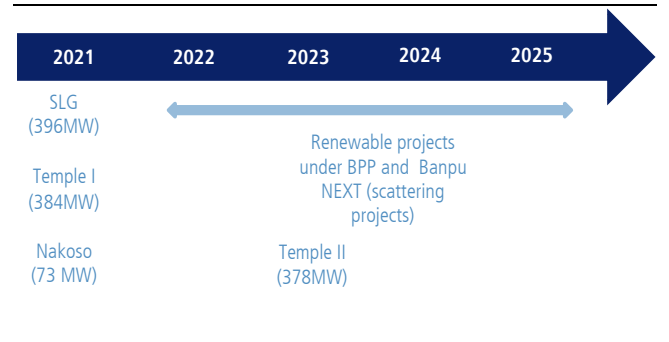 2021 2022 2023 2024 2025
SLG
(396MW)
Temple I
(384MW)
Nakoso
(73 MW)
Renewable projects
under BPP and Banpu
NEXT (scattering
projects)
Temple II
(378MW)